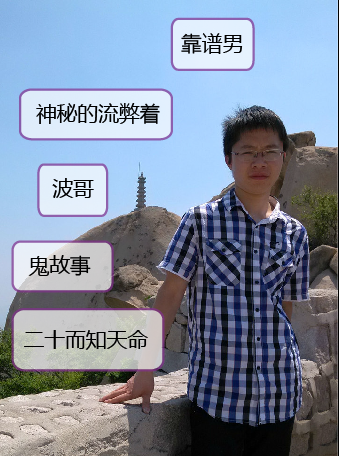 靠谱男
神秘的流弊着
波哥
鬼故事
二十而知天命